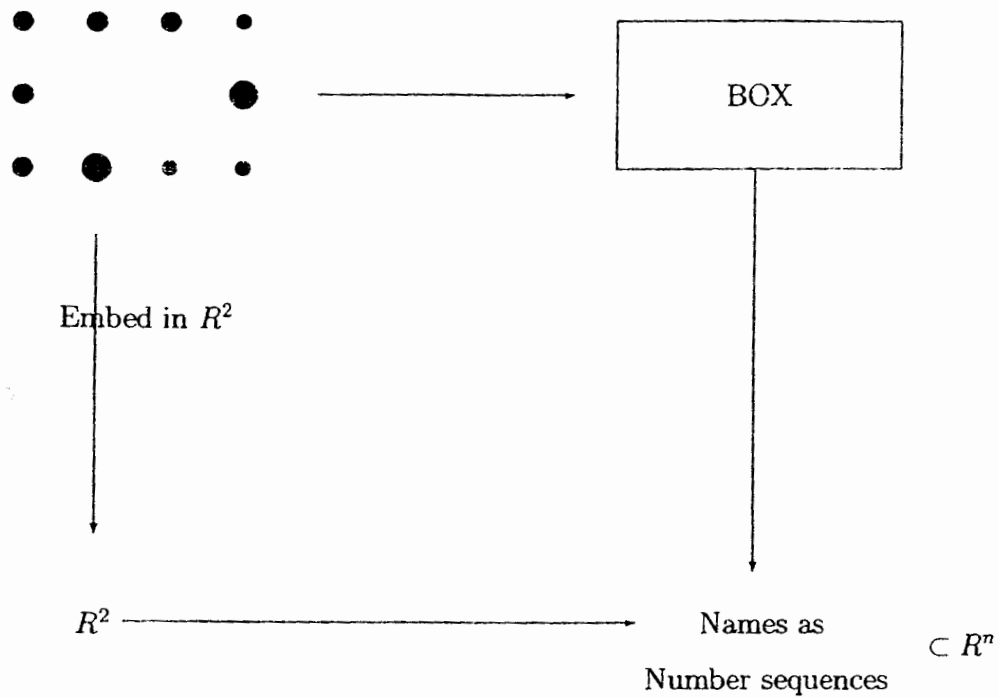 BOX
Embed in R²
R²
Names as
Number sequences
⊂ Rⁿ